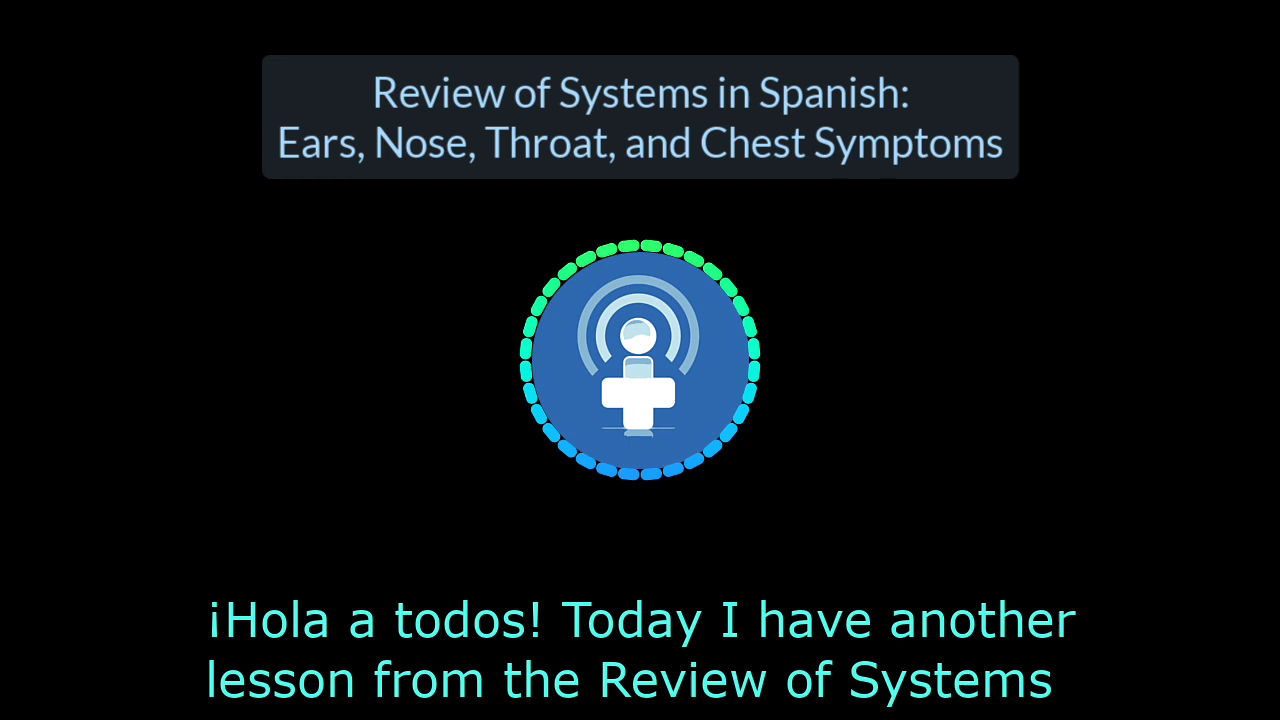 Review of Systems in Spanish:
Ears, Nose, Throat, and Chest Symptoms
¡Hola a todos! Today I have another
lesson from the Review of Systems